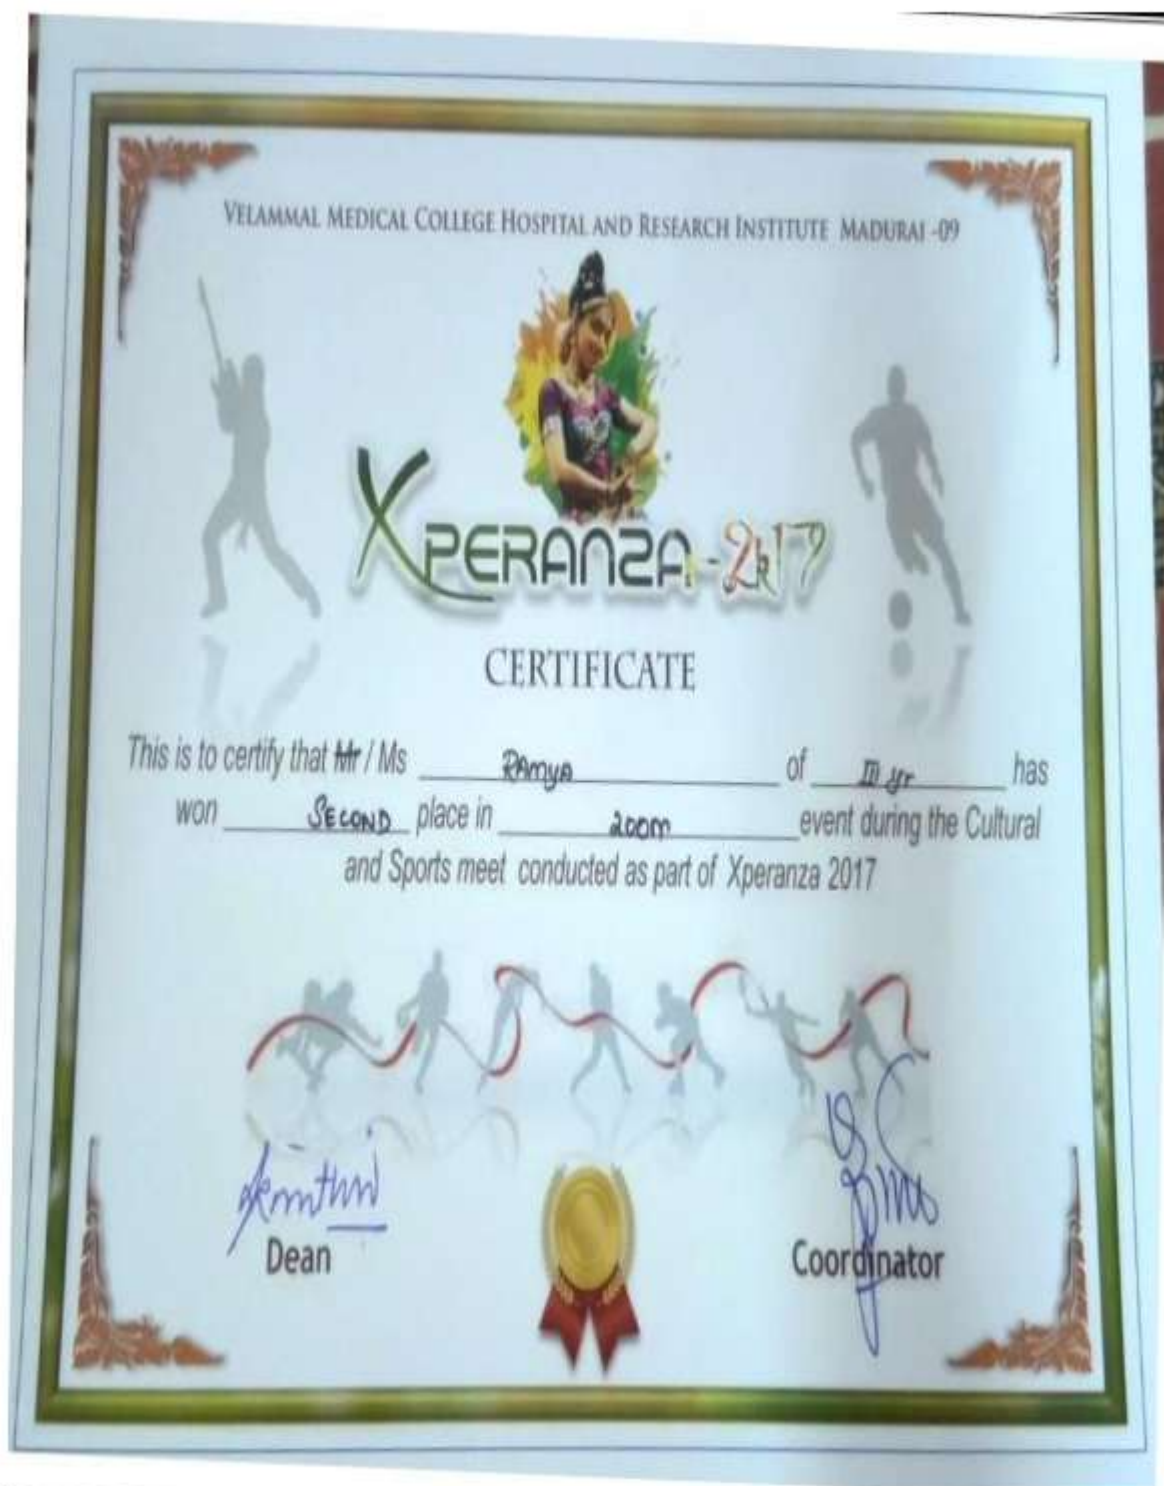 VELAMMAL MEDICAL COLLEGE HOSPITAL AND RESEARCH INSTITUTE MADURAI -09
XPERANZA - 2k17
CERTIFICATE
This is to certify that Mr / Ms RAMYA of III yr has
won SECOND place in 200m event during the Cultural
and Sports meet conducted as part of Xperanza 2017
Dean
Coordinator